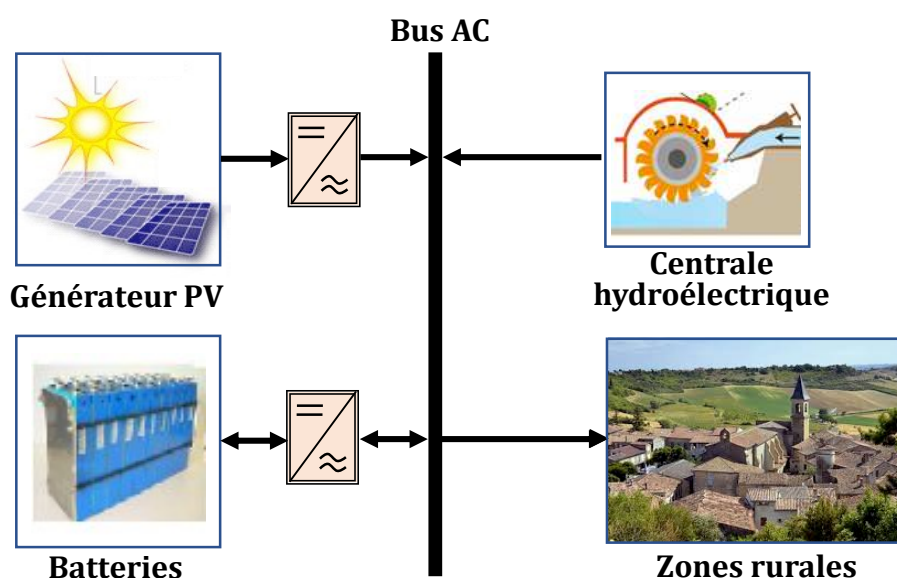 Bus AC
Générateur PV
Centrale
hydroélectrique
Batteries
Zones rurales